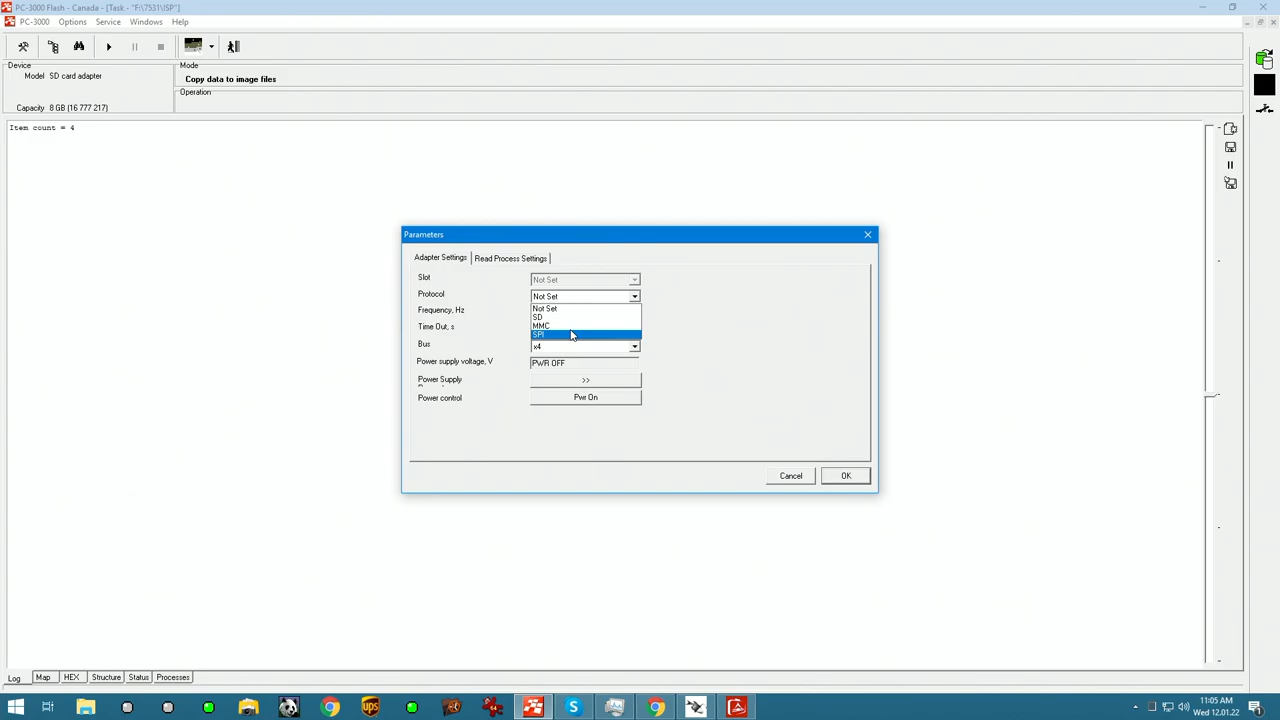 PC-3000 Flash - Canada - [Task - "F:\7531\ISP"]
PC-3000 Options Service Windows Help
Device
Model SD card adapter
Capacity 8 GB (16 777 217)
Mode
Copy data to image files
Operation
Item count = 4
Parameters
Adapter Settings Read Process Settings
Slot Not Set
Protocol Not Set
Not Set
Frequency, Hz
SD
Time Out, s MMC
SPI
Bus x4
Power supply voltage, V PWR OFF
Power Supply >>
Power control Pwr On
Cancel OK
Log Map HEX Structure Status Processes
ups
64
11:05 AM
Wed 12.01.22
1